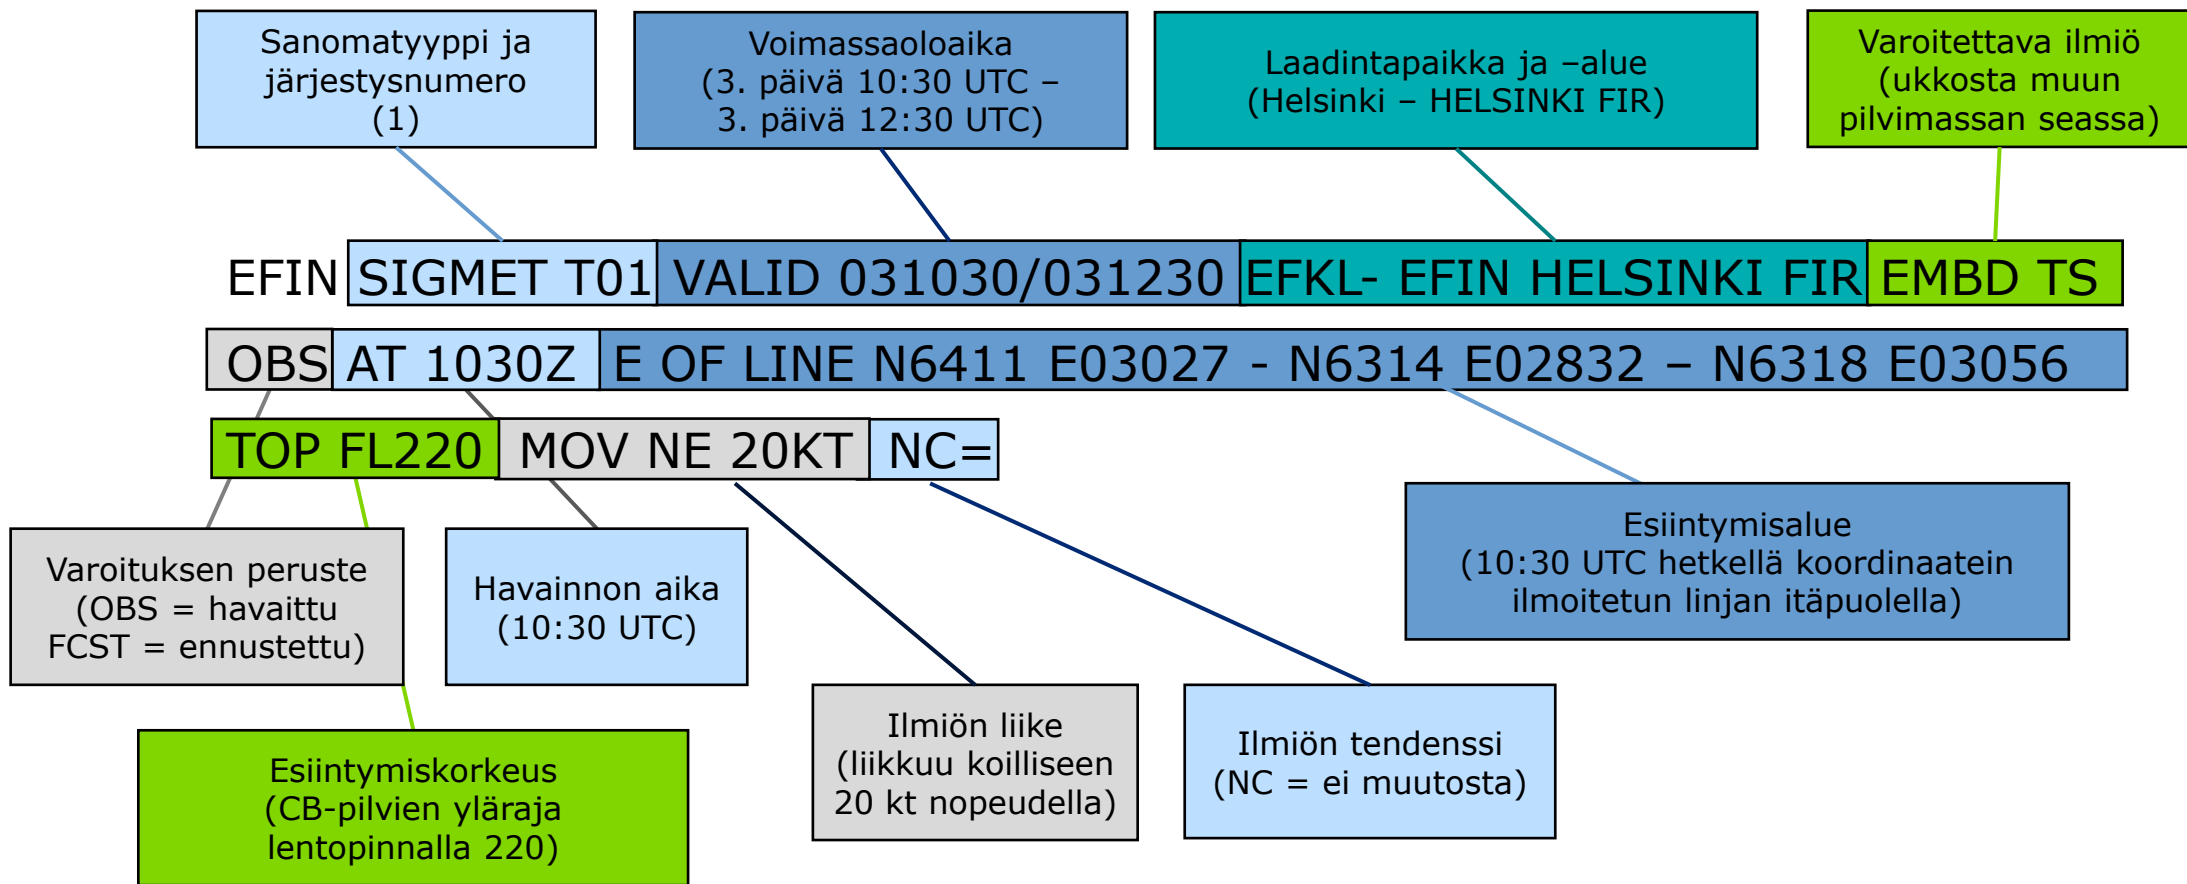 Sanomatyyppi ja
järjestysnumero
(1)
Voimassaoloaika
(3. päivä 10:30 UTC –
3. päivä 12:30 UTC)
Laadintapaikka ja –alue
(Helsinki – HELSINKI FIR)
Varoitettava ilmiö
(ukkosta muun
pilvimassan seassa)
EFIN SIGMET T01 VALID 031030/031230 EFKL- EFIN HELSINKI FIR EMBD TS
OBS AT 1030Z E OF LINE N6411 E03027 - N6314 E02832 – N6318 E03056
TOP FL220 MOV NE 20KT NC=
Varoituksen peruste
(OBS = havaittu
FCST = ennustettu)
Havainnon aika
(10:30 UTC)
Esiintymisalue
(10:30 UTC hetkellä koordinaatein
ilmoitetun linjan itäpuolella)
Esiintymiskorkeus
(CB-pilvien yläraja
lentopinnalla 220)
Ilmiön liike
(liikkuu koilliseen
20 kt nopeudella)
Ilmiön tendenssi
(NC = ei muutosta)